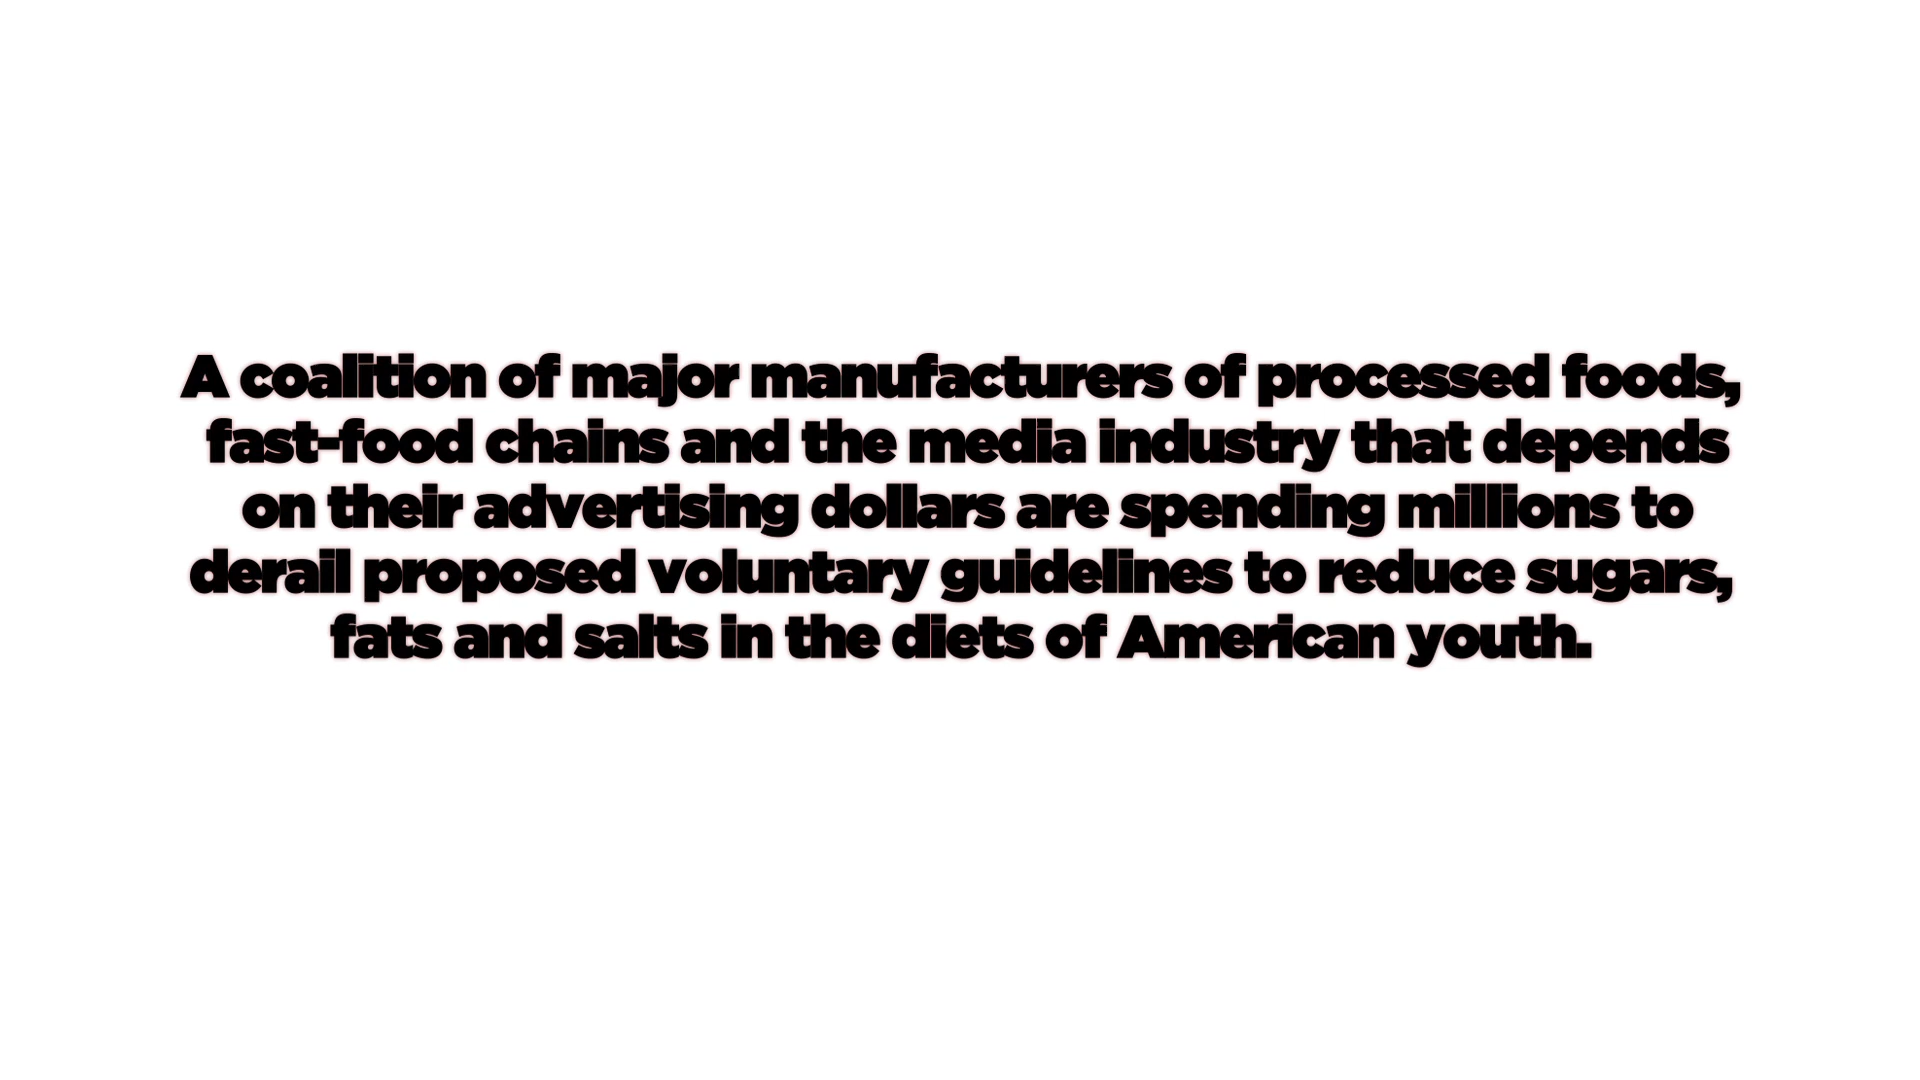 A coalition of major manufacturers of processed foods,
fast-food chains and the media industry that depends
on their advertising dollars are spending millions to
derail proposed voluntary guidelines to reduce sugars,
fats and salts in the diets of American youth.